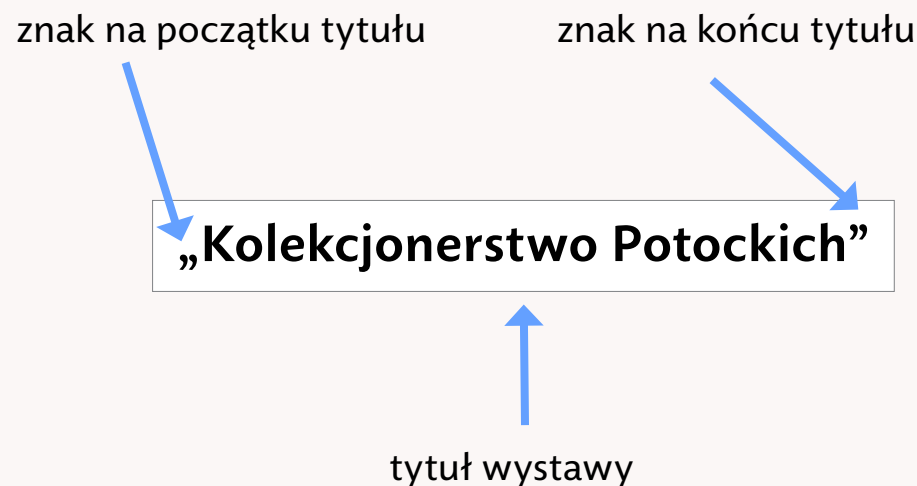 znak na początku tytułu
znak na końcu tytułu
„Kolekcjonerstwo Potockich”
tytuł wystawy